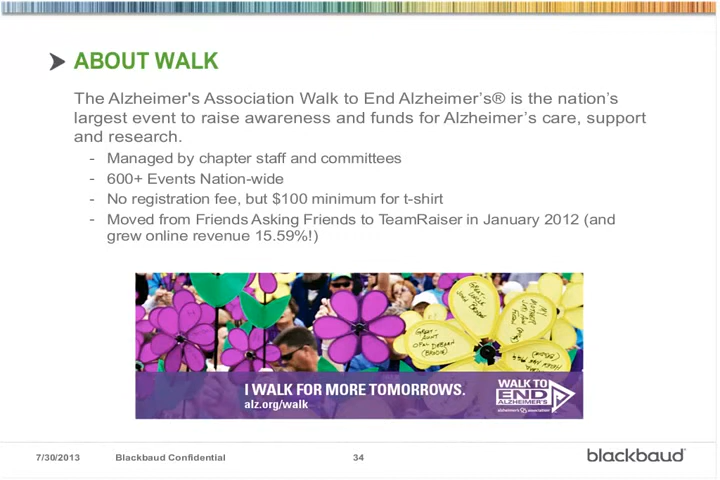 ABOUT WALK
The Alzheimer's Association Walk to End Alzheimer’s® is the nation’s
largest event to raise awareness and funds for Alzheimer’s care, support
and research.
- Managed by chapter staff and committees
- 600+ Events Nation-wide
- No registration fee, but $100 minimum for t-shirt
- Moved from Friends Asking Friends to TeamRaiser in January 2012 (and
grew online revenue 15.59%!)
GREAT-
AUNT
I WALK FOR MORE TOMORROWS.
alz.org/walk
WALK TO
END
ALZHEIMER'S
alzheimer's association
7/30/2013 Blackbaud Confidential 34
blackbaud